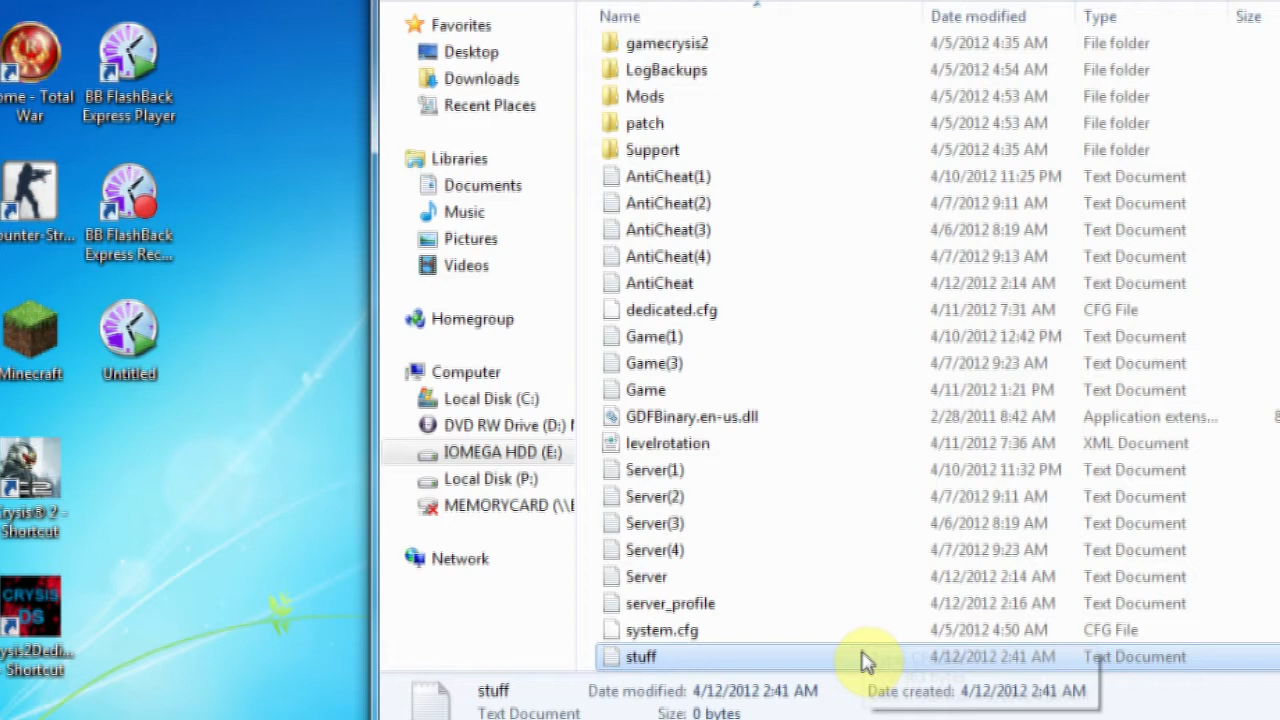 ome - Total
War
BB FlashBack
Express Player
ounter-Str...
BB FlashBack
Express Rec...
Minecraft
Untitled
Crysis® 2 -
Shortcut
CRYSIS
DS
ysis2Dedi...
Shortcut
Favorites
Desktop
Downloads
Recent Places
Libraries
Documents
Music
Pictures
Videos
Homegroup
Computer
Local Disk (C:)
DVD RW Drive (D:)
IOMEGA HDD (E:)
Local Disk (P:)
MEMORYCARD (\\
Network
Name Date modified Type Size
gamecrysis2 4/5/2012 4:35 AM File folder
LogBackups 4/5/2012 4:54 AM File folder
Mods 4/5/2012 4:53 AM File folder
patch 4/5/2012 4:53 AM File folder
Support 4/5/2012 4:35 AM File folder
AntiCheat(1) 4/10/2012 11:25 PM Text Document
AntiCheat(2) 4/7/2012 9:11 AM Text Document
AntiCheat(3) 4/6/2012 8:19 AM Text Document
AntiCheat(4) 4/7/2012 9:13 AM Text Document
AntiCheat 4/12/2012 2:14 AM Text Document
dedicated.cfg 4/11/2012 7:31 AM CFG File
Game(1) 4/10/2012 12:42 PM Text Document
Game(3) 4/7/2012 9:23 AM Text Document
Game 4/11/2012 1:21 PM Text Document
GDFBinary.en-us.dll 2/28/2011 8:42 AM Application extens...
levelrotation 4/11/2012 7:36 AM XML Document
Server(1) 4/10/2012 11:32 PM Text Document
Server(2) 4/7/2012 9:11 AM Text Document
Server(3) 4/6/2012 8:19 AM Text Document
Server(4) 4/7/2012 9:23 AM Text Document
Server 4/12/2012 2:14 AM Text Document
server_profile 4/12/2012 2:16 AM Text Document
system.cfg 4/5/2012 4:50 AM CFG File
stuff 4/12/2012 2:41 AM Text Document
stuff Date modified: 4/12/2012 2:41 AM Date created: 4/12/2012 2:41 AM
Text Document Size: 0 bytes